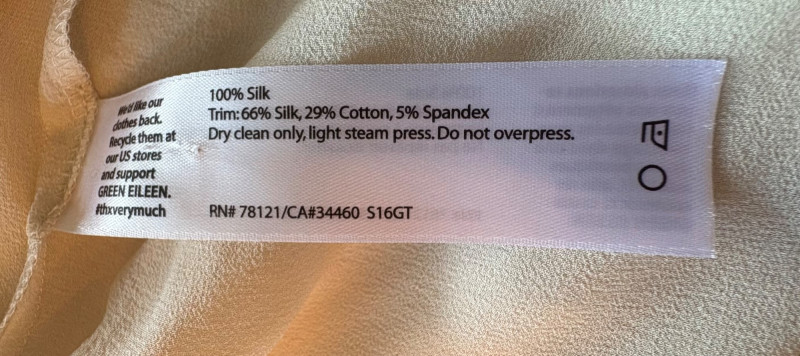 We'd like our
clothes back.
Recycle them at
our US stores
and support
GREEN EILEEN.
#thxverymuch
100% Silk
Trim: 66% Silk, 29% Cotton, 5% Spandex
Dry clean only, light steam press. Do not overpress.
RN# 78121/CA#34460 S16GT